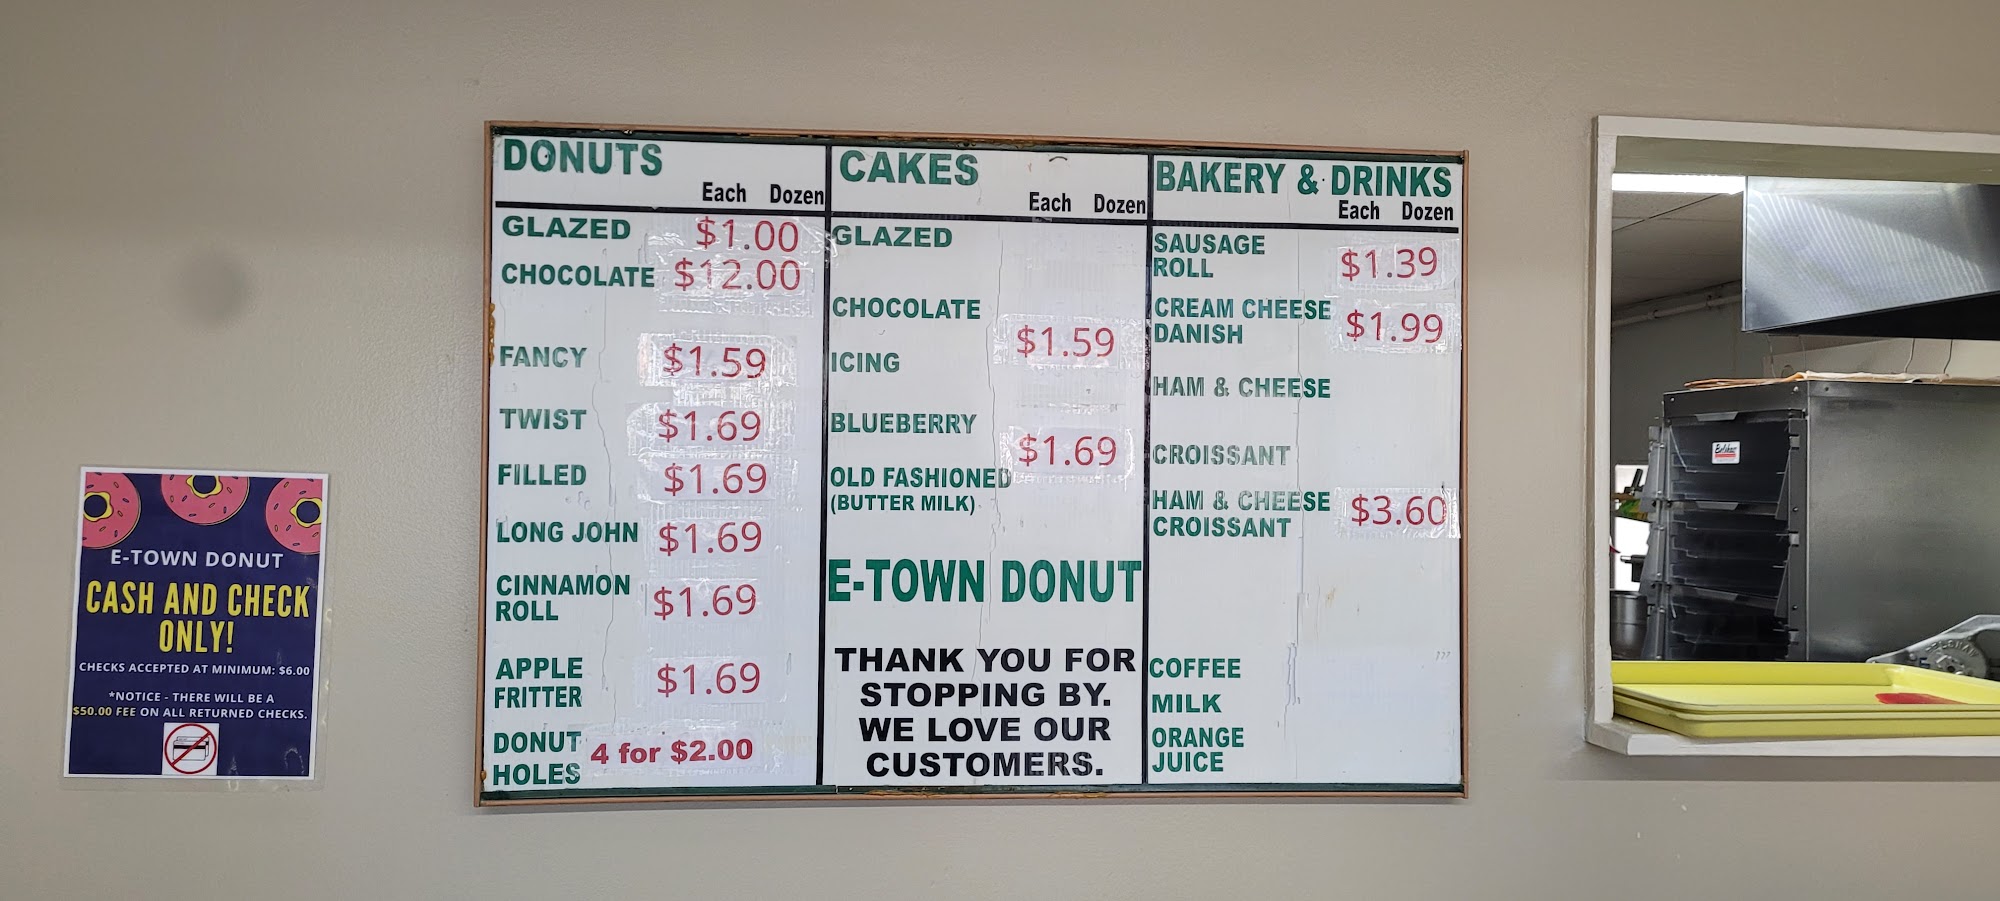 E-TOWN DONUT
CASH AND CHECK
ONLY!
CHECKS ACCEPTED AT MINIMUM: $6.00
*NOTICE - THERE WILL BE A
$50.00 FEE ON ALL RETURNED CHECKS.
DONUTS
Each Dozen
GLAZED $1.00
CHOCOLATE $12.00
FANCY $1.59
TWIST $1.69
FILLED $1.69
LONG JOHN $1.69
CINNAMON
ROLL $1.69
APPLE
FRITTER $1.69
DONUT
HOLES 4 for $2.00
CAKES
Each Dozen
GLAZED
CHOCOLATE
$1.59
ICING
BLUEBERRY
$1.69
OLD FASHIONED
(BUTTER MILK)
E-TOWN DONUT
THANK YOU FOR
STOPPING BY.
WE LOVE OUR
CUSTOMERS.
BAKERY & DRINKS
Each Dozen
SAUSAGE
ROLL $1.39
CREAM CHEESE
DANISH $1.99
HAM & CHEESE
CROISSANT
HAM & CHEESE
CROISSANT $3.60
COFFEE
MILK
ORANGE
JUICE